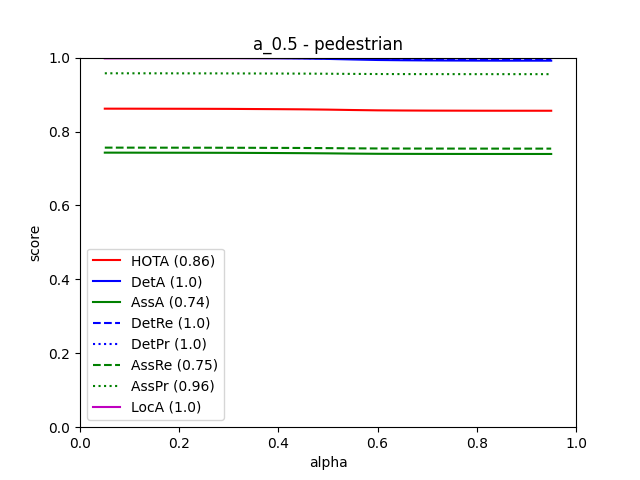 a_0.5 - pedestrian
1.0
0.8
0.6
0.4
0.2
0.0
score
HOTA (0.86)
DetA (1.0)
AssA (0.74)
DetRe (1.0)
DetPr (1.0)
AssRe (0.75)
AssPr (0.96)
LocA (1.0)
0.0 0.2 0.4 0.6 0.8 1.0
alpha